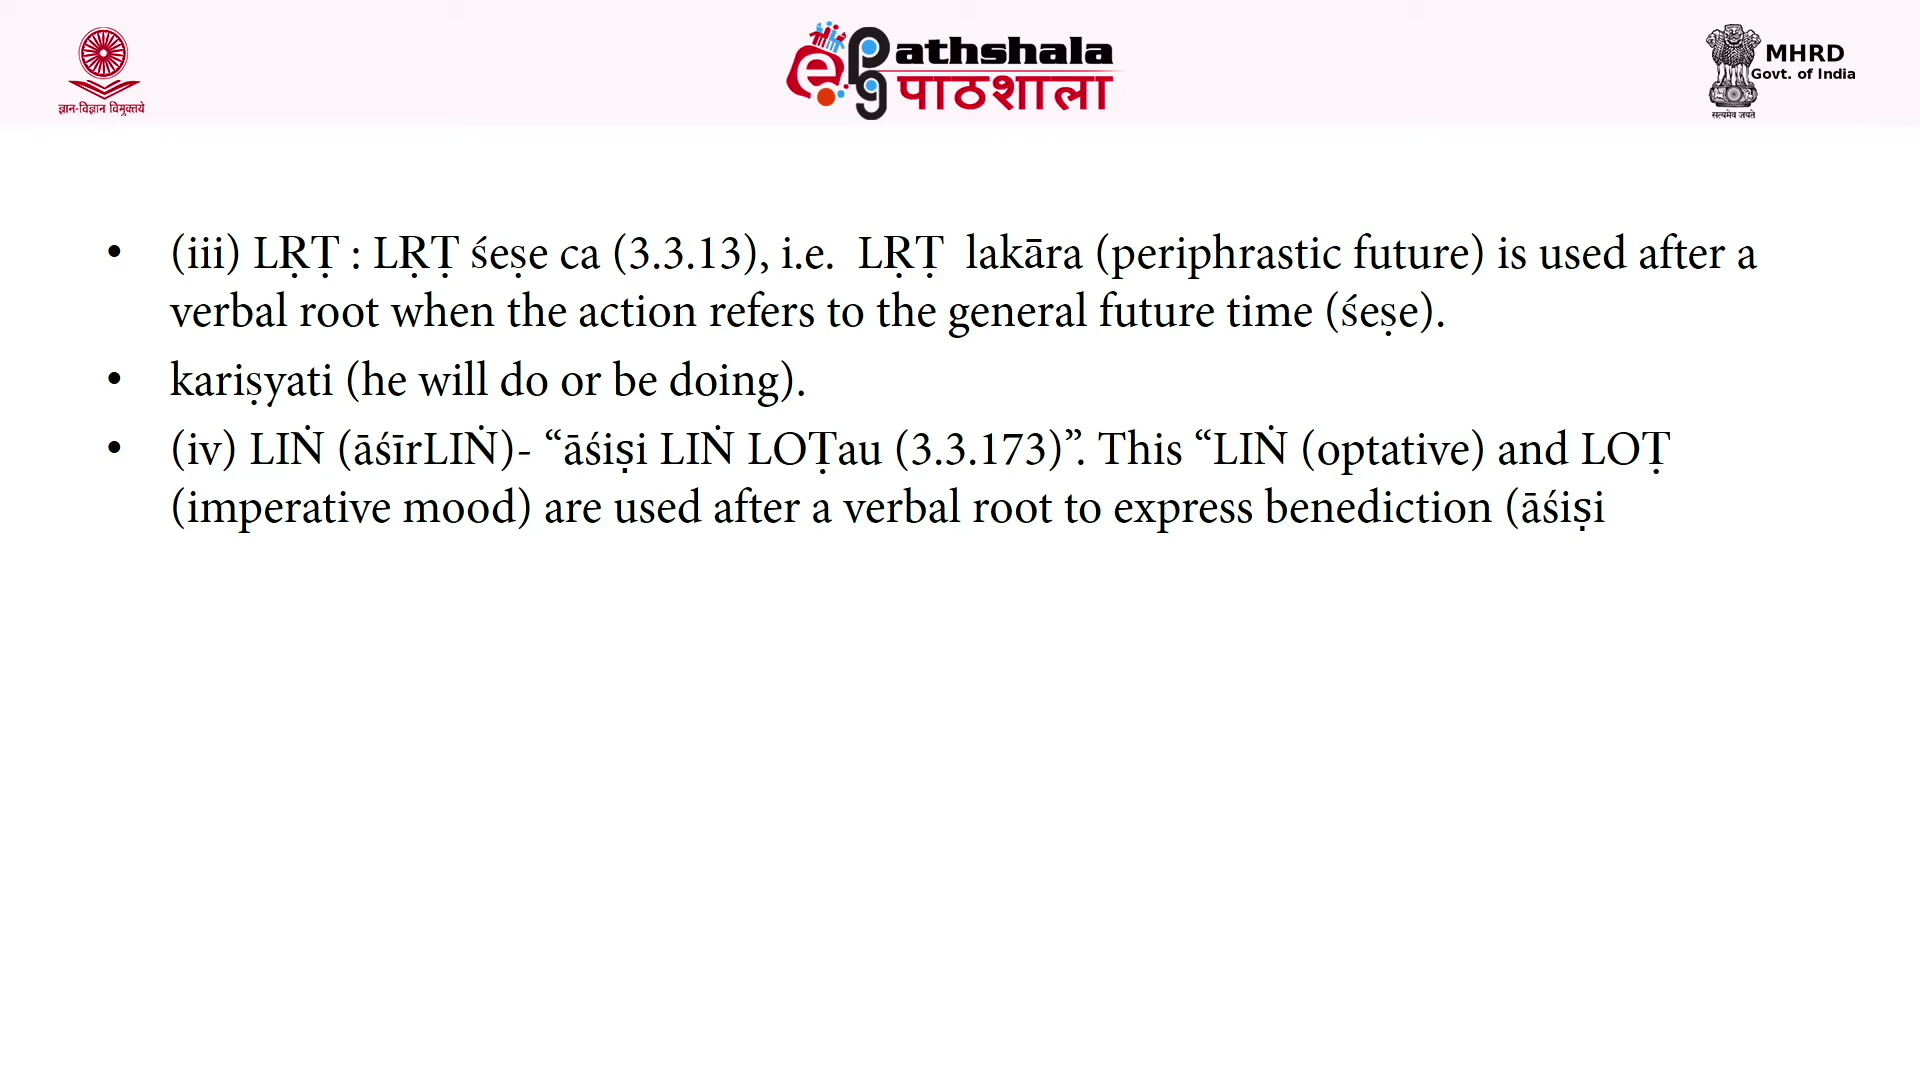 ज्ञान-विज्ञान विमुक्तये
e Pg athshala
पाठशाला
MHRD
Govt. of India
सत्यमेव जयते
• (iii) LṚṬ : LṚṬ śeṣe ca (3.3.13), i.e. LṚṬ lakāra (periphrastic future) is used after a
verbal root when the action refers to the general future time (śeṣe).
• kariṣyati (he will do or be doing).
• (iv) LIṄ (āśīrLIṄ)- “āśiṣi LIṄ LOṬau (3.3.173)”. This “LIṄ (optative) and LOṬ
(imperative mood) are used after a verbal root to express benediction (āśiṣi